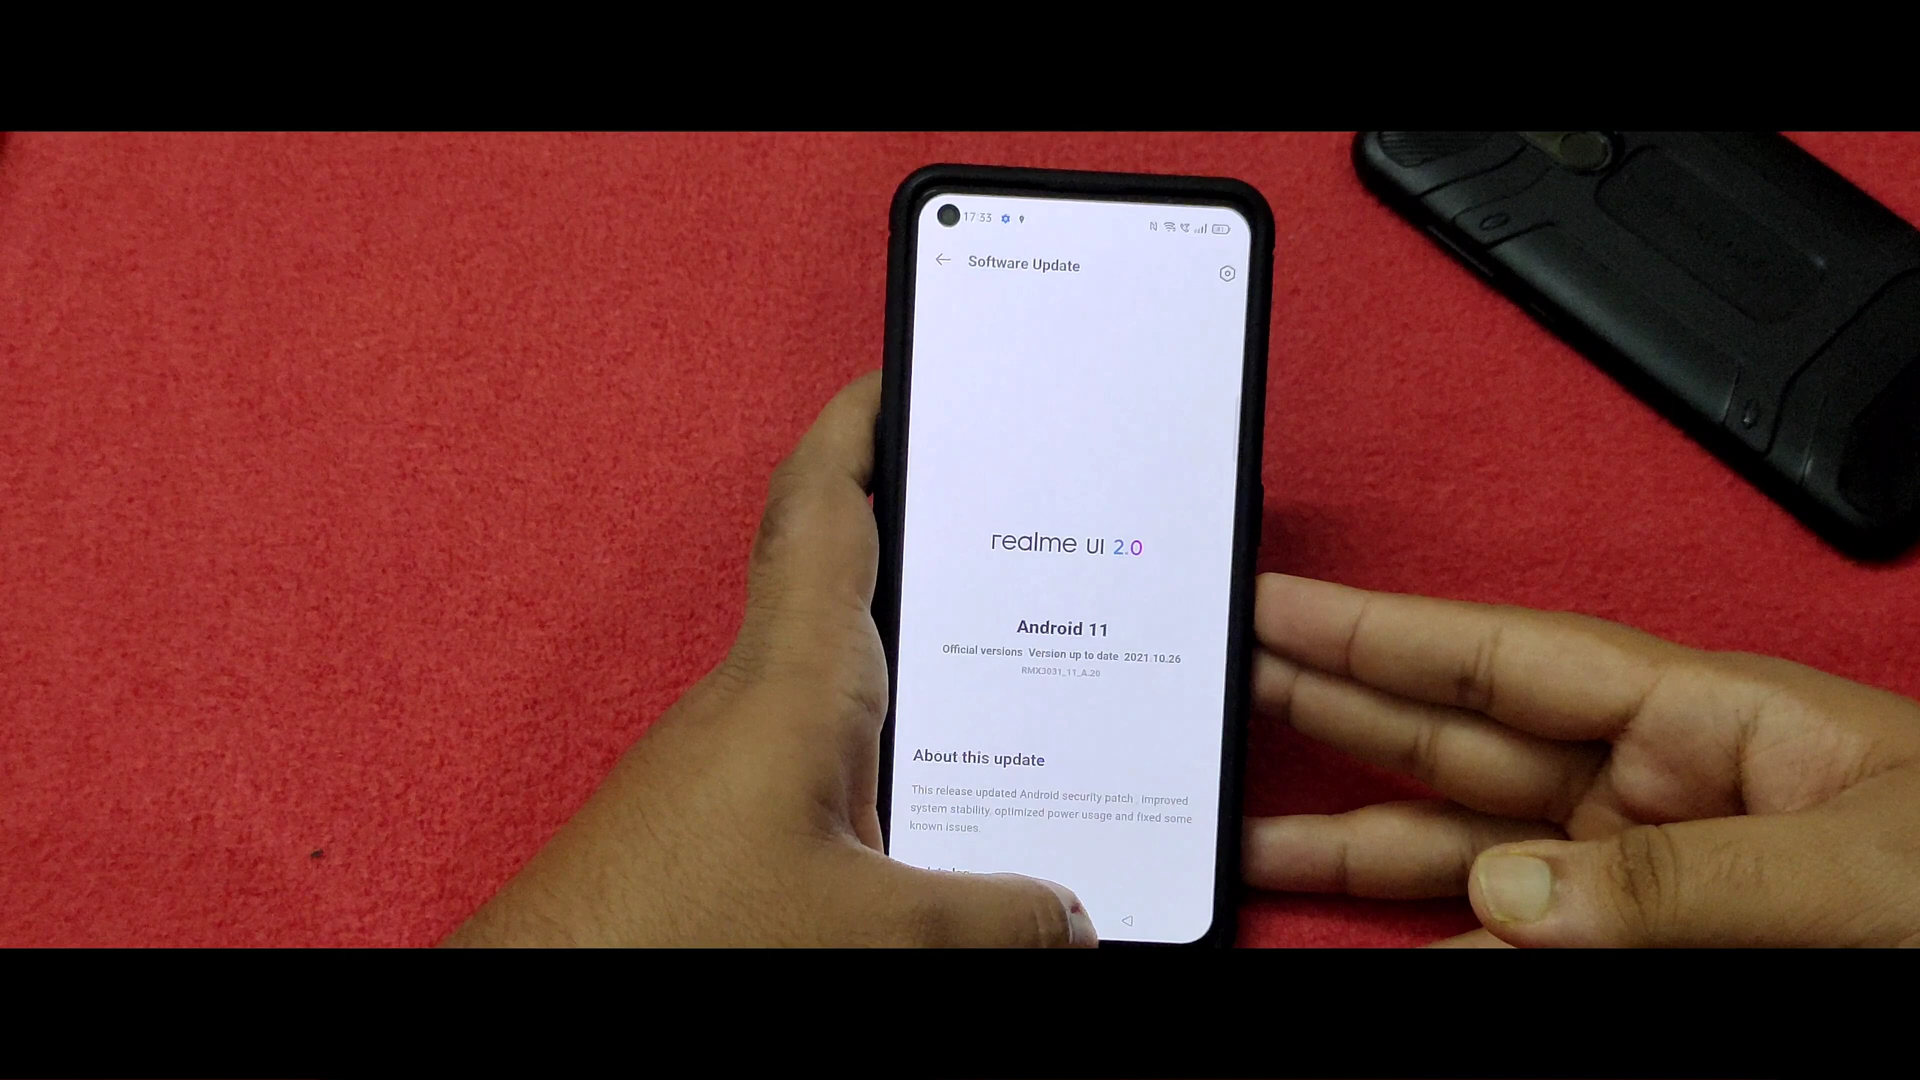 17:33
Software Update
realme UI 2.0
Android 11
Official versions Version up to date 2021.10.26
RMX3031_11_A.20
About this update
This release updated Android security patch , improved
system stability, optimized power usage and fixed some
known issues.